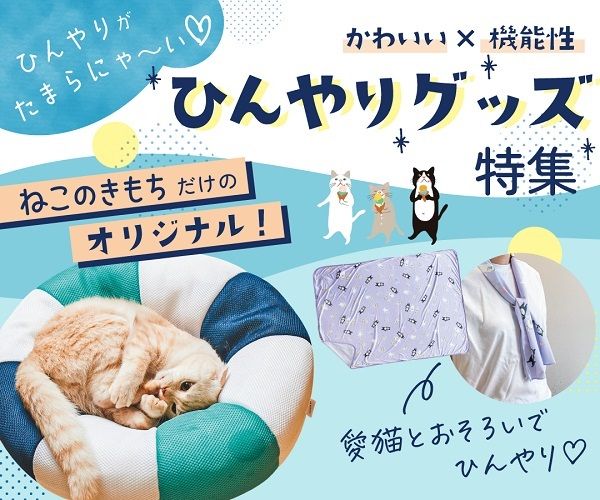 ひんやりが
たまらにゃ～い♡
かわいい×機能性
ひんやりグッズ
特集
ねこのきもちだけの
オリジナル！
愛猫とおそろいで
ひんやり♡